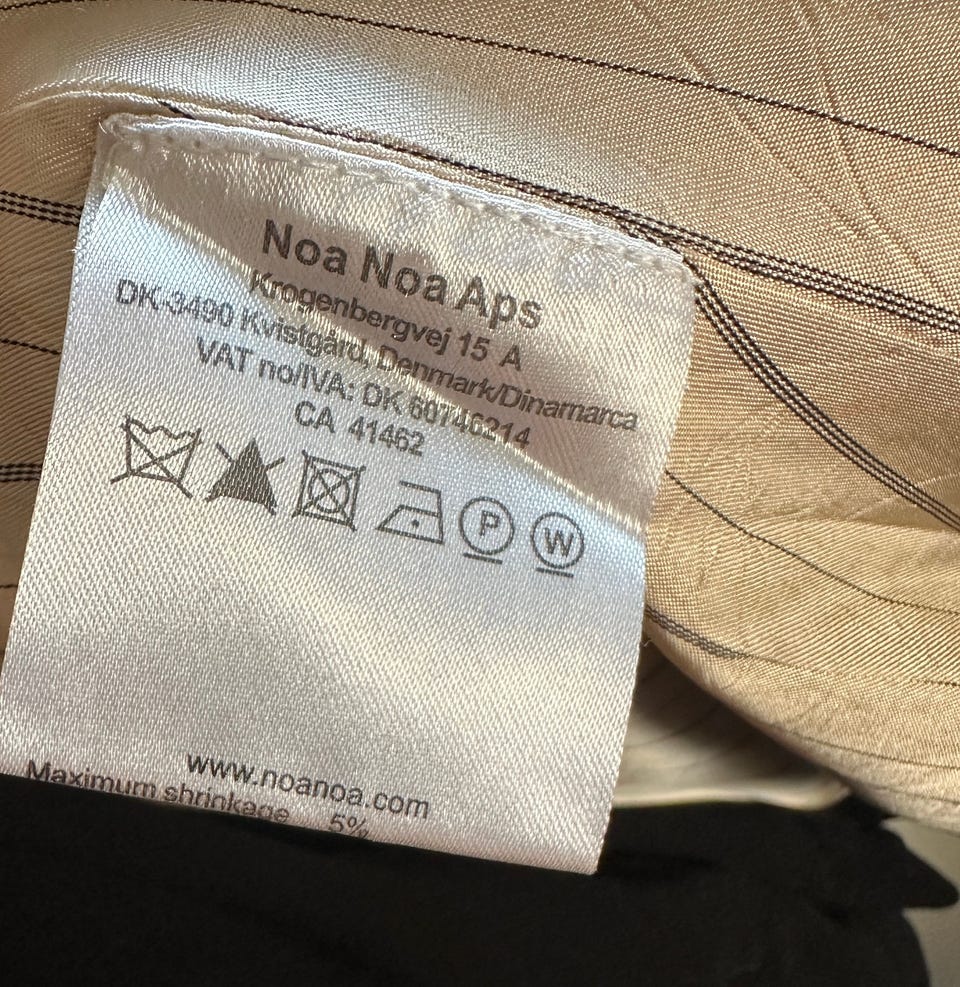 Noa Noa Aps
Krogenbergvej 15 A
DK-3490 Kvistgård, Denmark/Dinamarca
VAT no/IVA: DK 60746214
CA 41462
P W
www.noanoa.com
Maximum shrinkage 5%